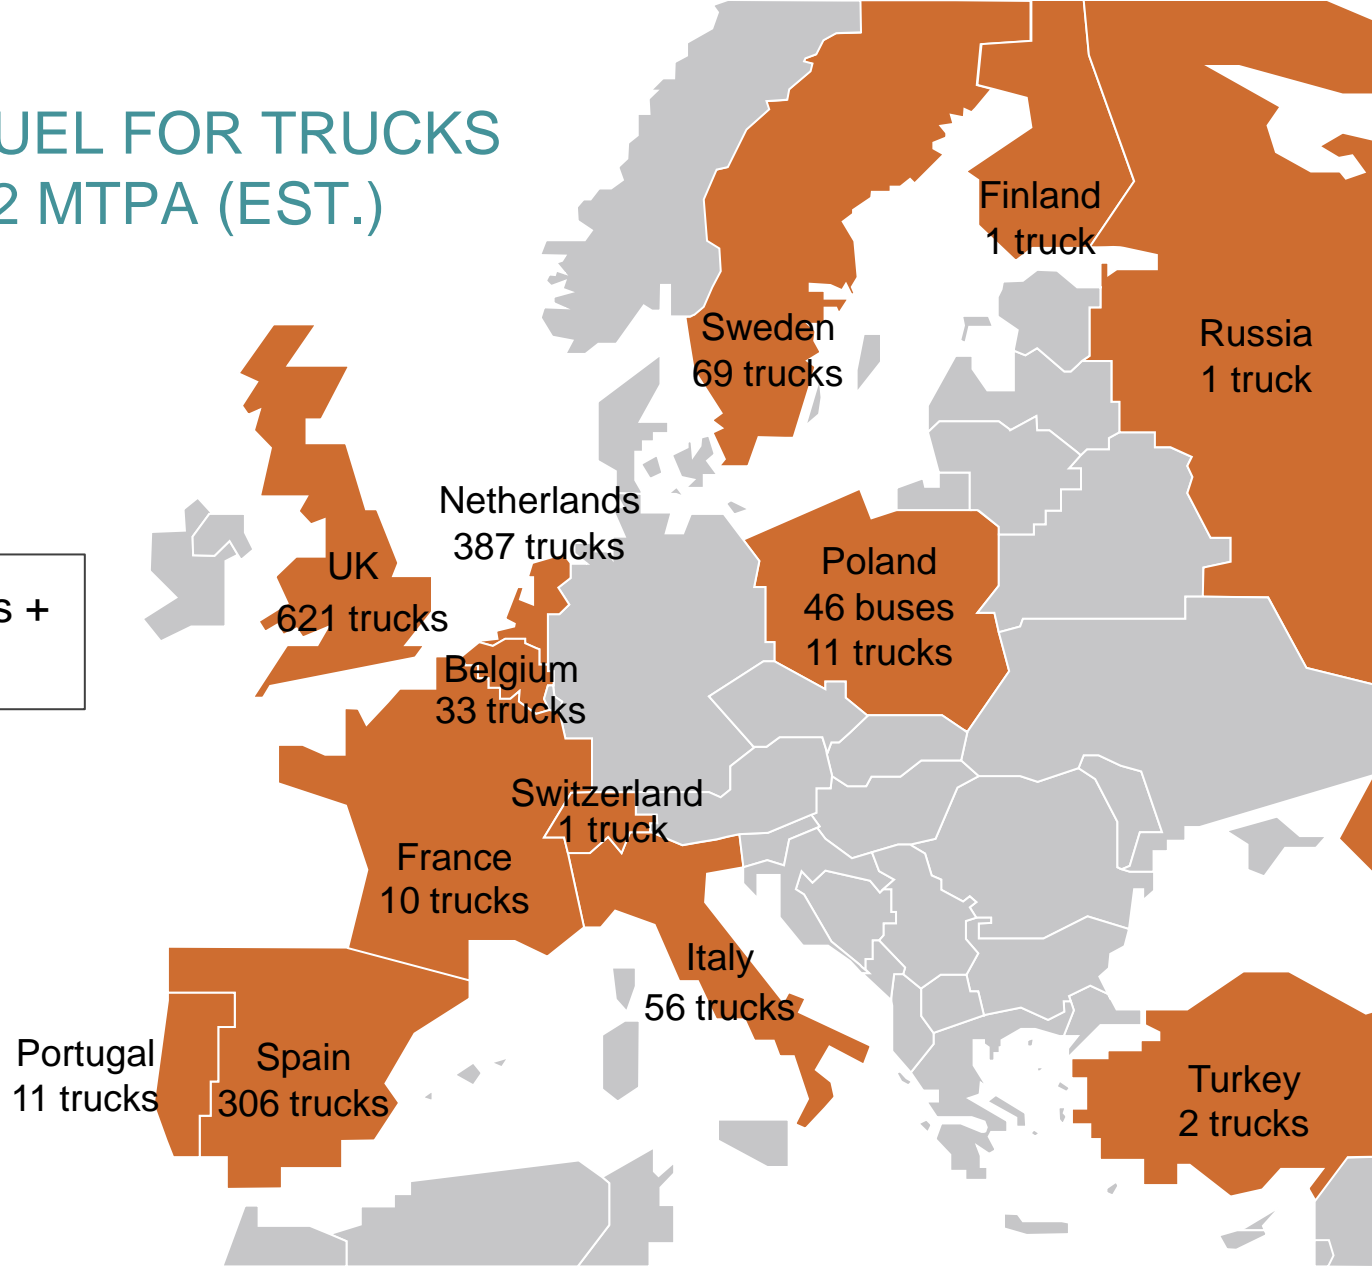 UEL FOR TRUCKS
2 MTPA (EST.)
Finland
1 truck
Sweden
69 trucks
Russia
1 truck
Netherlands
387 trucks
UK
621 trucks
s +
Poland
46 buses
11 trucks
Belgium
33 trucks
Switzerland
1 truck
France
10 trucks
Italy
56 trucks
Portugal
11 trucks
Spain
306 trucks
Turkey
2 trucks